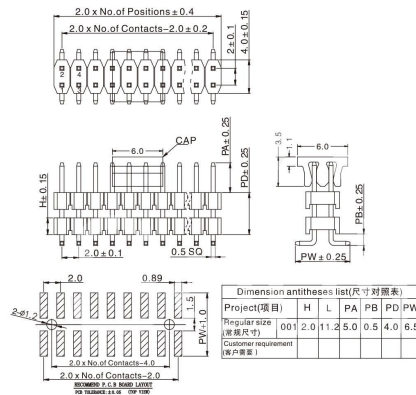 2.0 x No.of Positions±0.4
2.0 x No.of Contacts-2.0±0.2
2±0.1
4.0±0.15
2 4
6.0
CAP
PA±0.25
PD±0.25
H±0.15
2.0±0.1
0.5 SQ
6.0
3.5
1.1
PB±0.25
PW±0.25
2.0
0.89
2-ø1.2
1.5
PW+1.0
2.0 x No.of Contacts-4.0
2.0 x No.of Contacts-2.0
RECOMMEND P.C.B BOARD LAYOUT
PCB TOLERANCE:±0.05 (TOP VIEW)
Dimension antitheses list(尺寸对照表)
Project(项目) H L PA PB PD PW
Regular size
(常规尺寸) 001 2.0 11.2 5.0 0.5 4.0 6.5
Customer requirement
(客户需要)